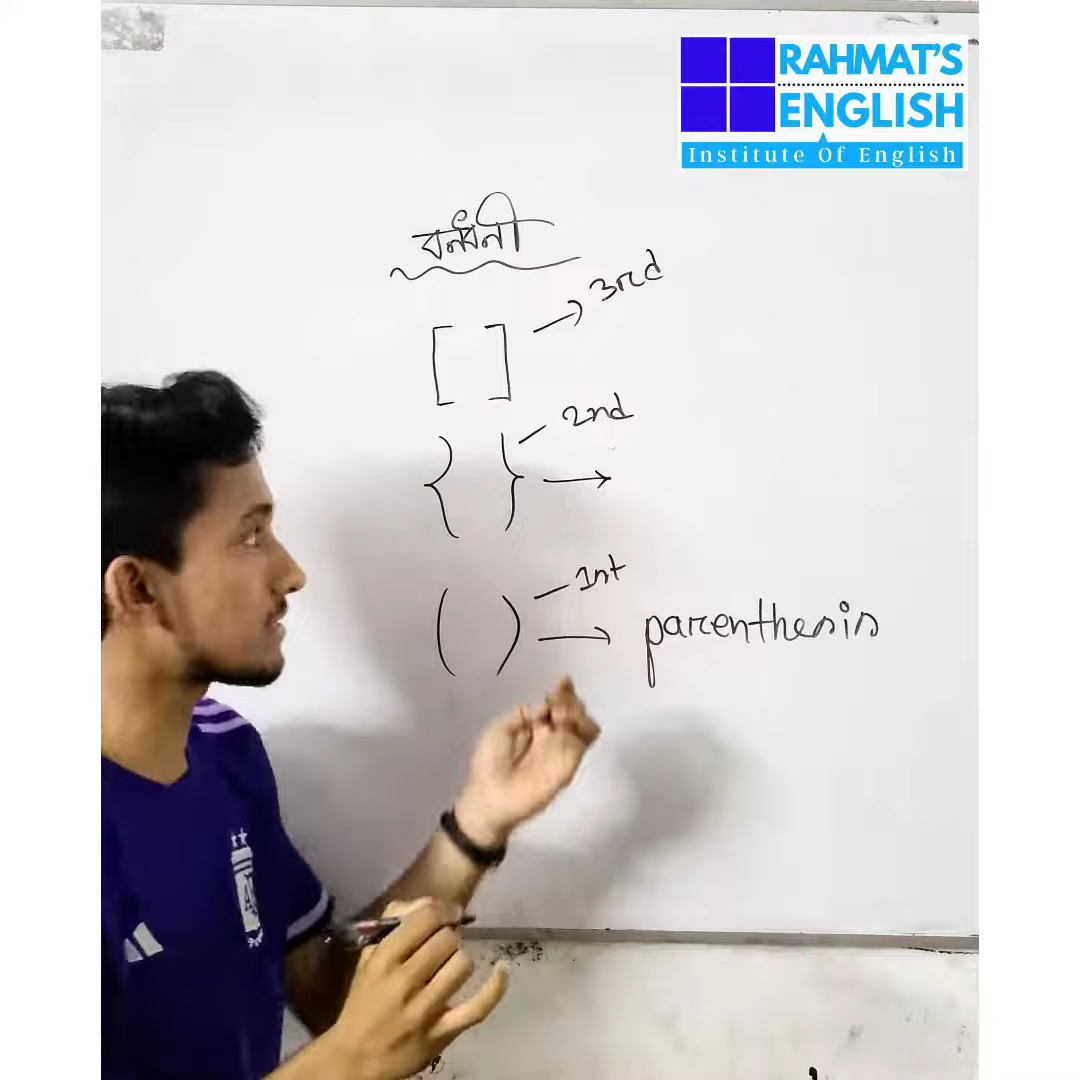 RAHMAT'S
ENGLISH
Institute Of English
বন্ধনী
[ ] → 3rd
{ } 2nd →
( ) 1st → parenthesis